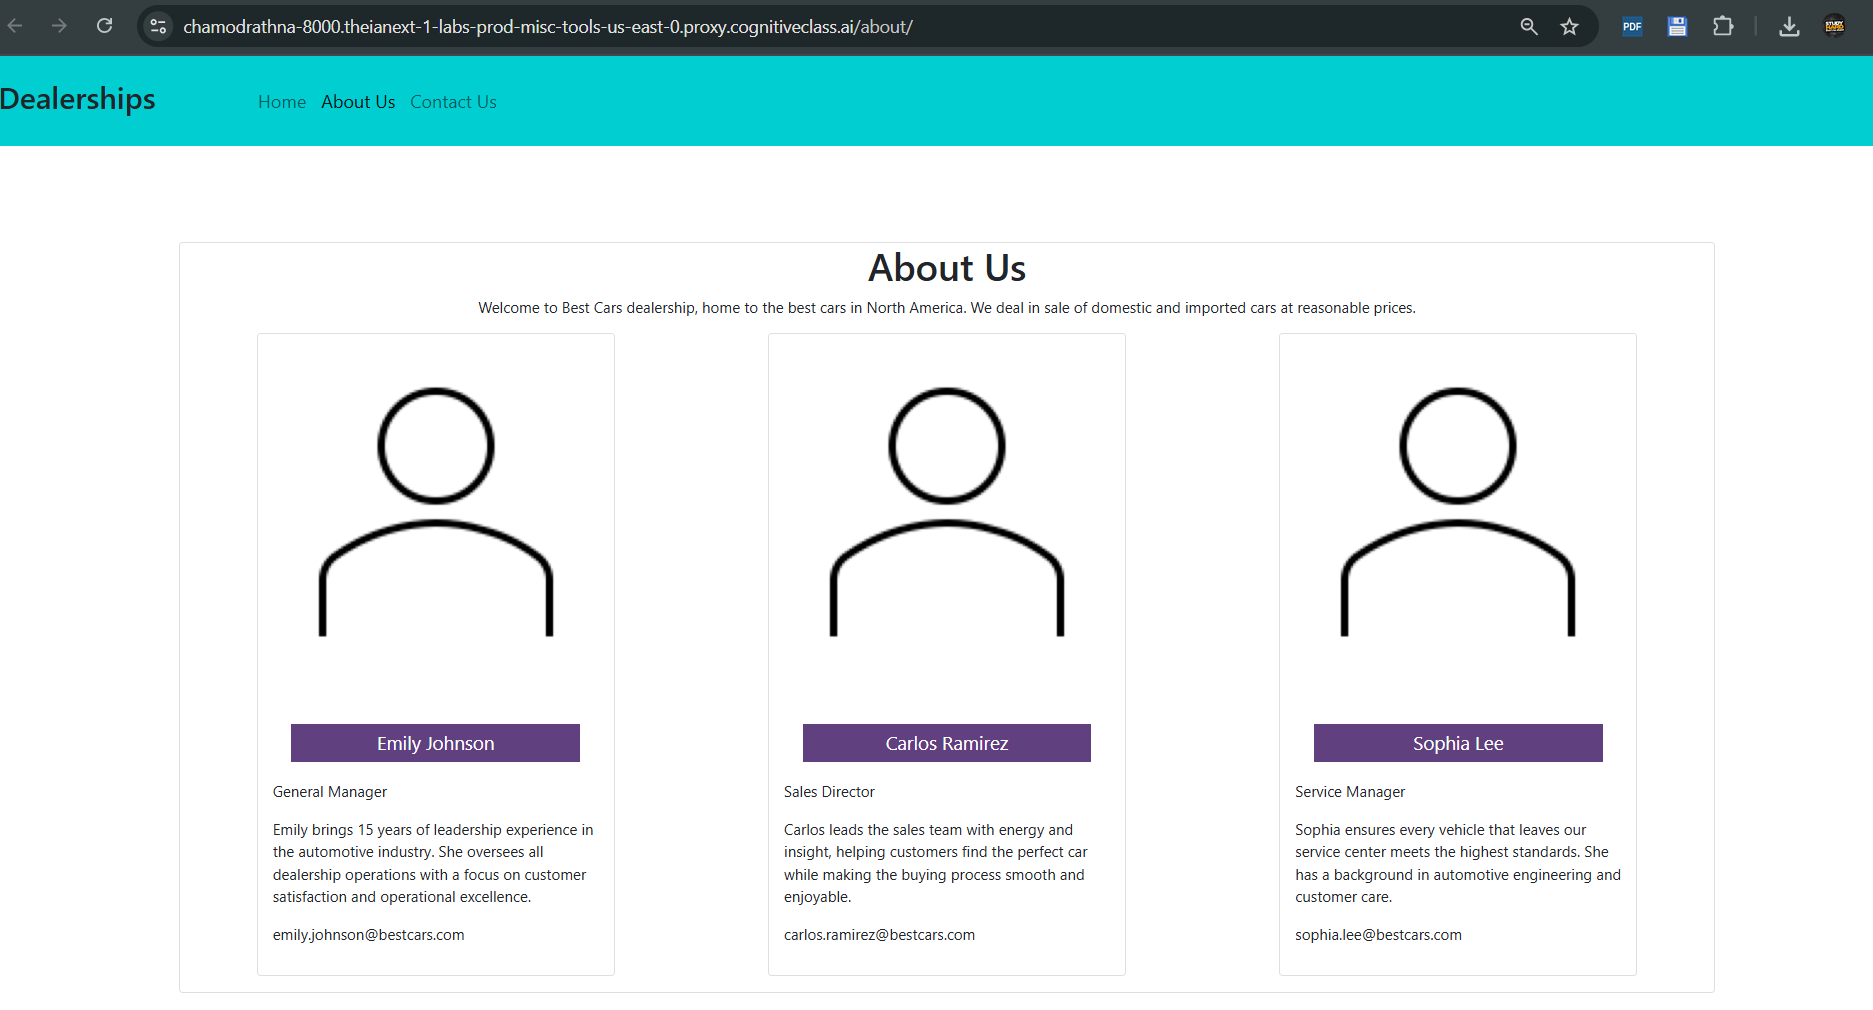 chamodrathna-8000.theianext-1-labs-prod-misc-tools-us-east-0.proxy.cognitiveclass.ai/about/
PDF
Dealerships
Home About Us Contact Us
About Us
Welcome to Best Cars dealership, home to the best cars in North America. We deal in sale of domestic and imported cars at reasonable prices.
Emily Johnson
General Manager
Emily brings 15 years of leadership experience in
the automotive industry. She oversees all
dealership operations with a focus on customer
satisfaction and operational excellence.
emily.johnson@bestcars.com
Carlos Ramirez
Sales Director
Carlos leads the sales team with energy and
insight, helping customers find the perfect car
while making the buying process smooth and
enjoyable.
carlos.ramirez@bestcars.com
Sophia Lee
Service Manager
Sophia ensures every vehicle that leaves our
service center meets the highest standards. She
has a background in automotive engineering and
customer care.
sophia.lee@bestcars.com